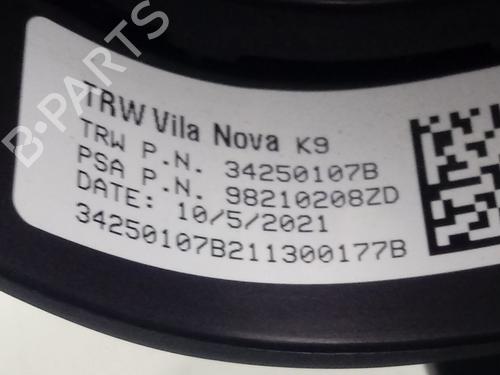 B-PARTS
TRW Vila Nova K9
TRW P.N. 34250107B
PSA P.N. 98210208ZD
DATE: 10/5/2021
34250107B211300177B